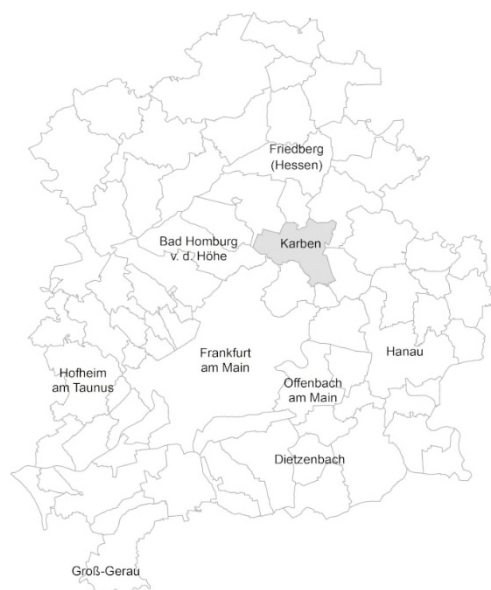 Friedberg
(Hessen)
Bad Homburg
v. d. Höhe
Karben
Frankfurt
am Main
Hanau
Hofheim
am Taunus
Offenbach
am Main
Dietzenbach
Groß-Gerau